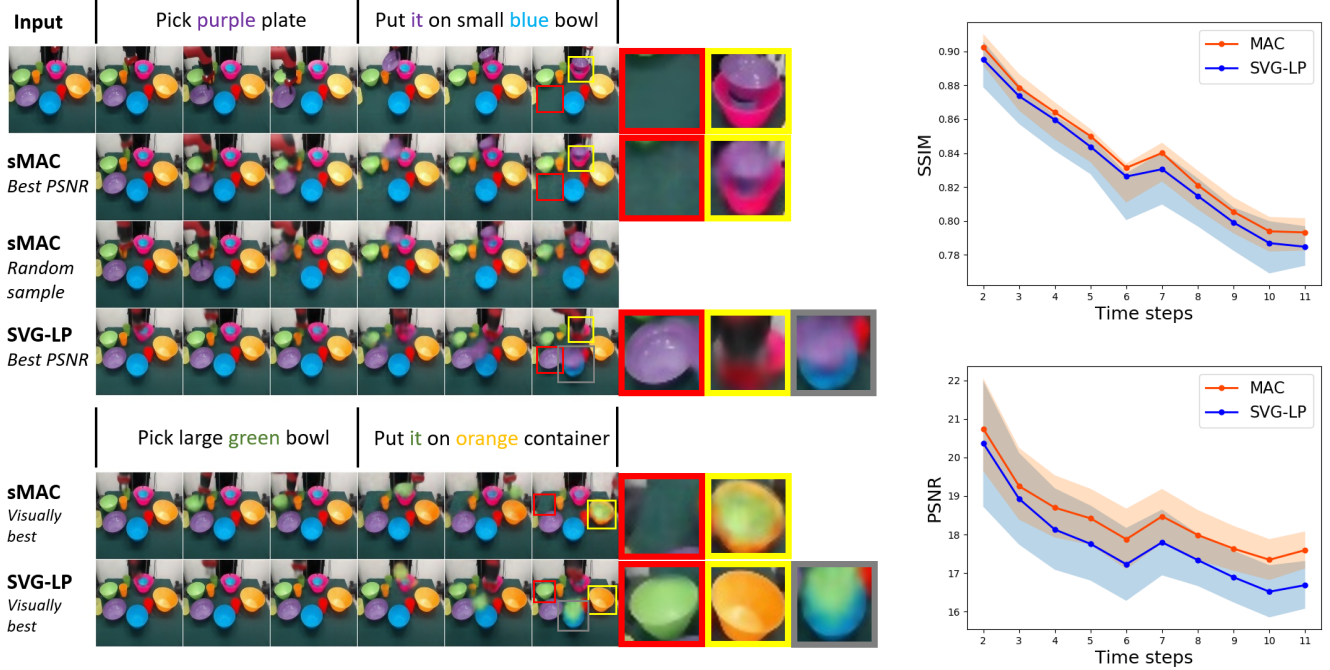 Input
Pick purple plate
Put it on small blue bowl
sMAC
Best PSNR
sMAC
Random
sample
SVG-LP
Best PSNR
Pick large green bowl
Put it on orange container
sMAC
Visually
best
SVG-LP
Visually
best
MAC
SVG-LP
SSIM
0.90
0.88
0.86
0.84
0.82
0.80
0.78
2 3 4 5 6 7 8 9 10 11
Time steps
MAC
SVG-LP
PSNR
22
21
20
19
18
17
16
2 3 4 5 6 7 8 9 10 11
Time steps